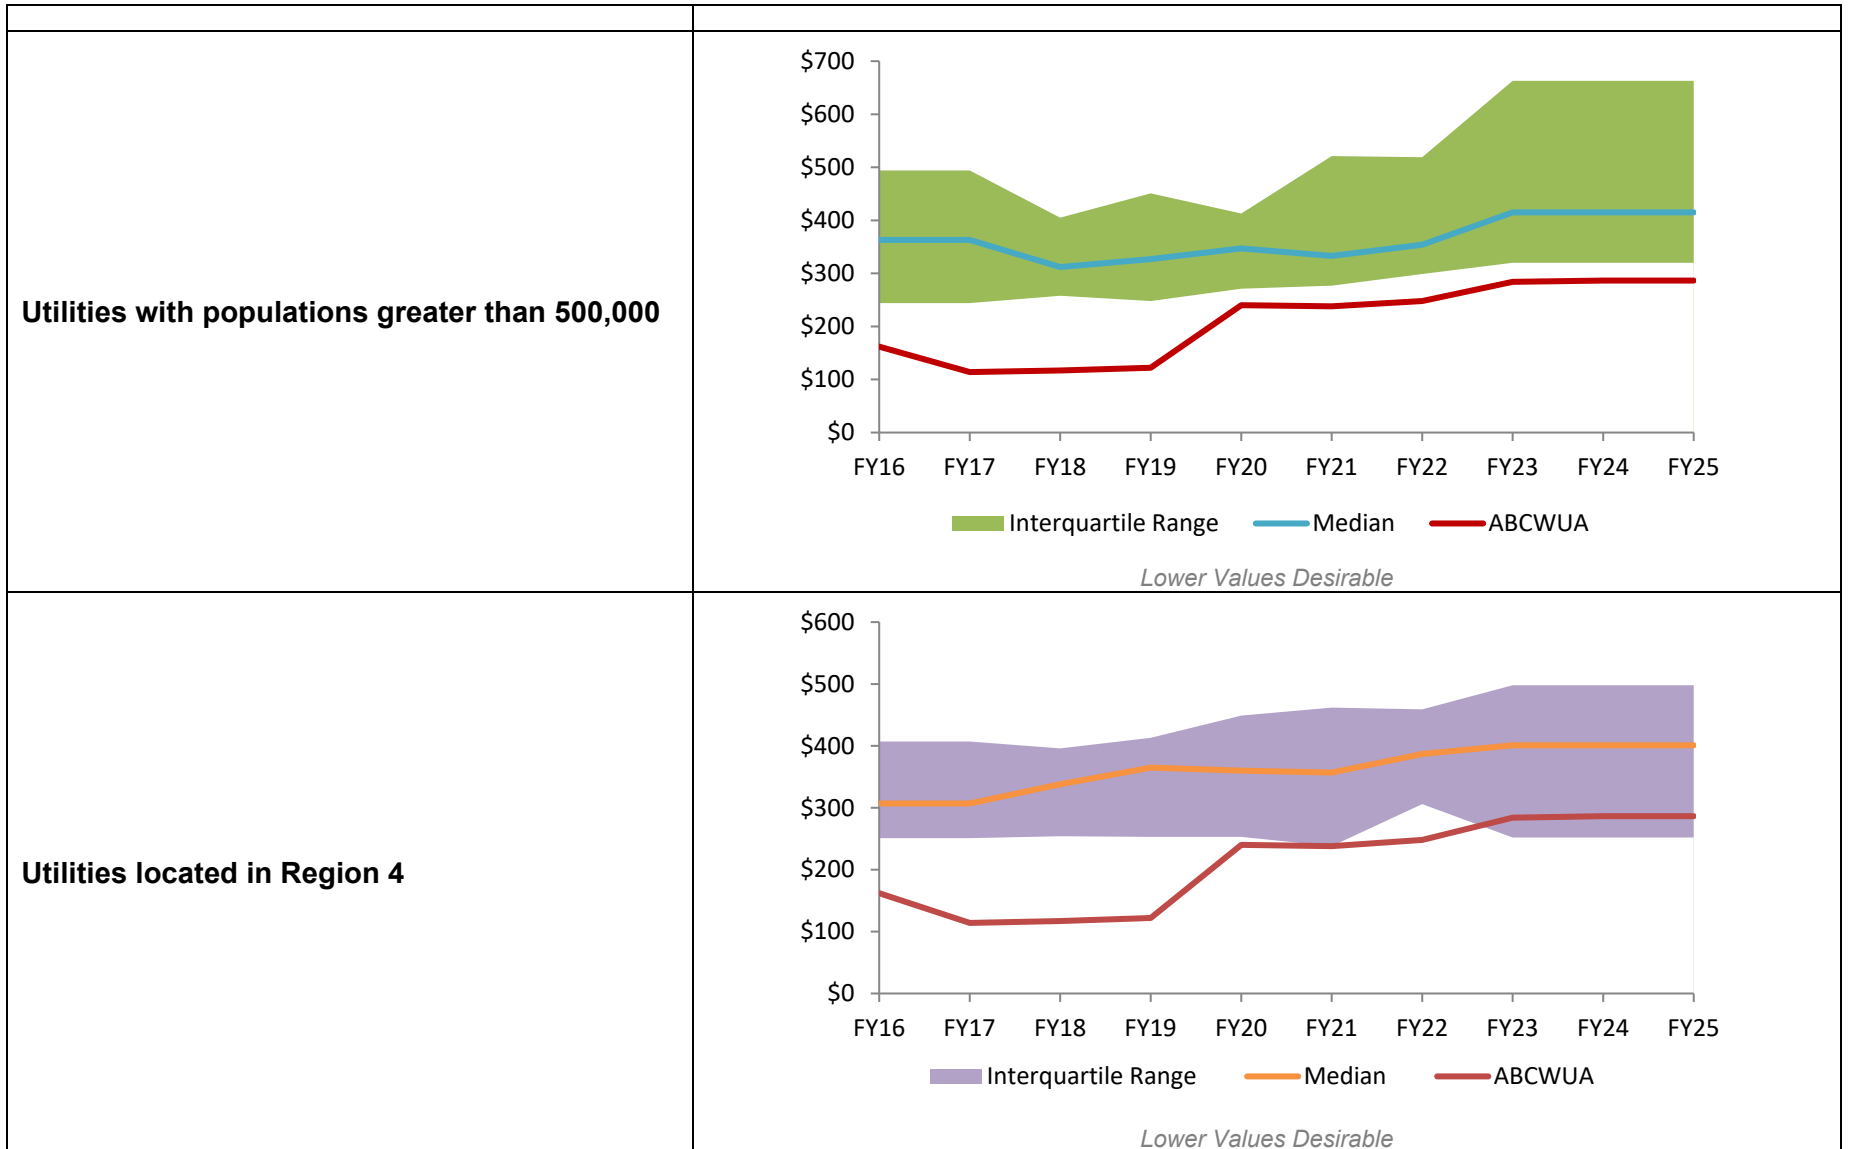 Utilities with populations greater than 500,000
$700
$600
$500
$400
$300
$200
$100
$0
FY16 FY17 FY18 FY19 FY20 FY21 FY22 FY23 FY24 FY25
Interquartile Range Median ABCWUA
Lower Values Desirable
Utilities located in Region 4
$600
$500
$400
$300
$200
$100
$0
FY16 FY17 FY18 FY19 FY20 FY21 FY22 FY23 FY24 FY25
Interquartile Range Median ABCWUA
Lower Values Desirable